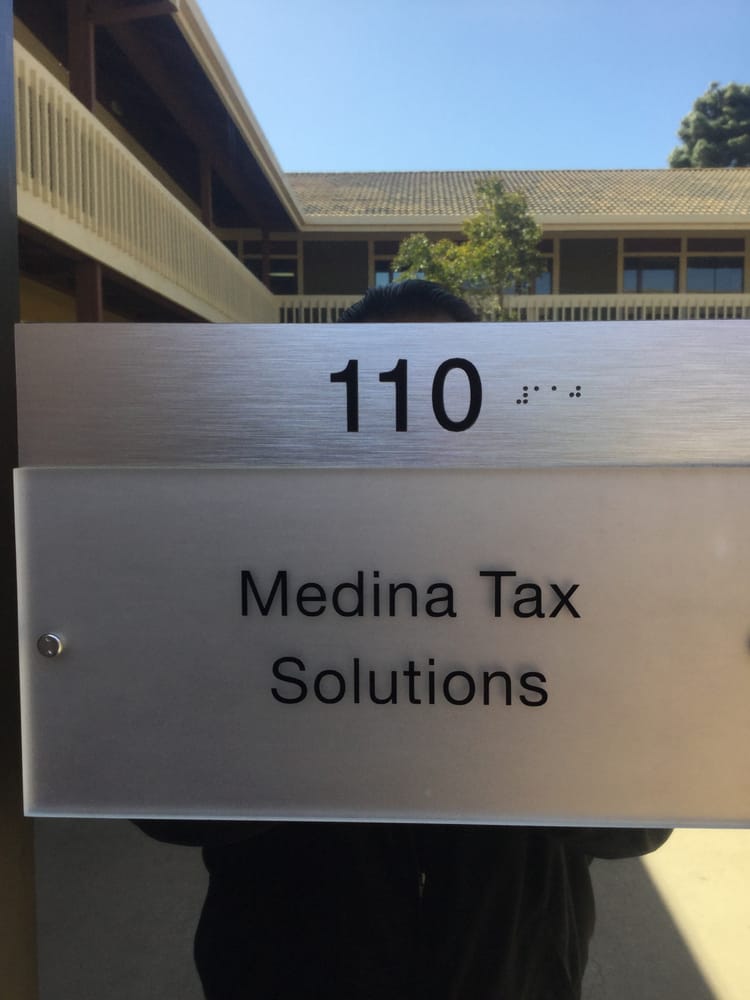 110 ⠼⠁⠁⠚
Medina Tax
Solutions